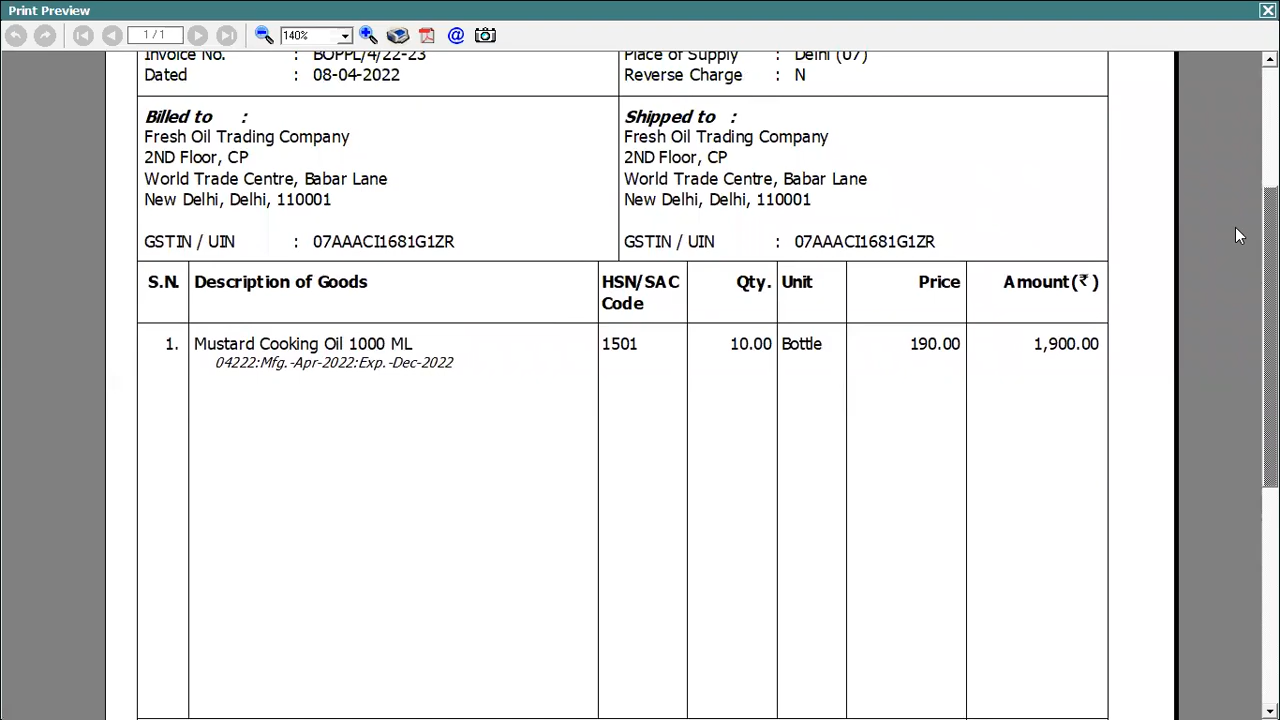 Print Preview
1 / 1
140%
Invoice No. : BOPPL/4/22-23
Place of Supply : Delhi (07)
Dated : 08-04-2022
Reverse Charge : N
Billed to :
Fresh Oil Trading Company
2ND Floor, CP
World Trade Centre, Babar Lane
New Delhi, Delhi, 110001
GSTIN / UIN : 07AAACI1681G1ZR
Shipped to :
Fresh Oil Trading Company
2ND Floor, CP
World Trade Centre, Babar Lane
New Delhi, Delhi, 110001
GSTIN / UIN : 07AAACI1681G1ZR
S.N. Description of Goods HSN/SAC Code Qty. Unit Price Amount(₹ )
1. Mustard Cooking Oil 1000 ML 1501 10.00 Bottle 190.00 1,900.00
04222:Mfg.-Apr-2022:Exp.-Dec-2022